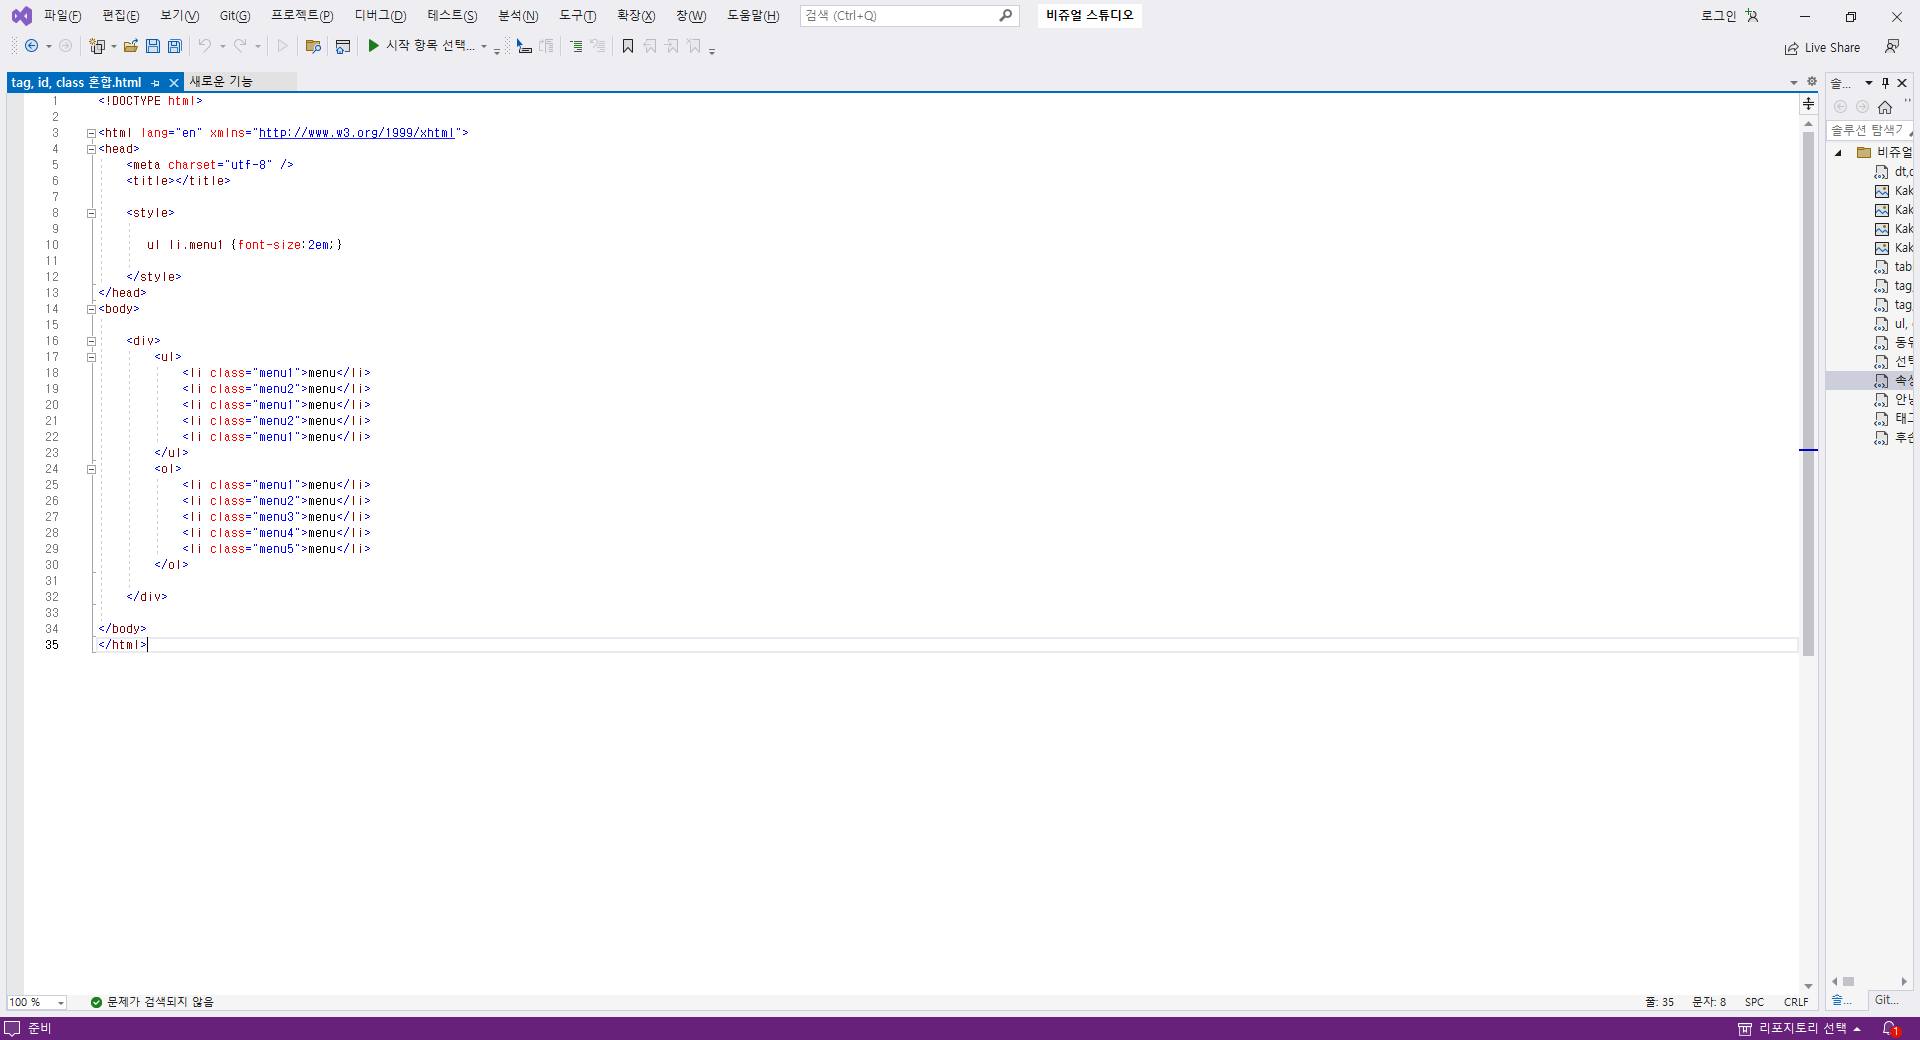 파일(F) 편집(E) 보기(V) Git(G) 프로젝트(P) 디버그(D) 테스트(S) 분석(N) 도구(T) 확장(X) 창(W) 도움말(H) 검색 (Ctrl+Q) 비쥬얼 스튜디오 로그인
시작 항목 선택... Live Share
tag, id, class 혼합.html 새로운 기능 솔...
1 <!DOCTYPE html>
2
3 <html lang="en" xmlns="http://www.w3.org/1999/xhtml">
4 <head>
5 <meta charset="utf-8" />
6 <title></title>
7
8 <style>
9
10 ul li.menu1 {font-size:2em;}
11
12 </style>
13 </head>
14 <body>
15
16 <div>
17 <ul>
18 <li class="menu1">menu</li>
19 <li class="menu2">menu</li>
20 <li class="menu1">menu</li>
21 <li class="menu2">menu</li>
22 <li class="menu1">menu</li>
23 </ul>
24 <ol>
25 <li class="menu1">menu</li>
26 <li class="menu2">menu</li>
27 <li class="menu3">menu</li>
28 <li class="menu4">menu</li>
29 <li class="menu5">menu</li>
30 </ol>
31
32 </div>
33
34 </body>
35 </html>
솔루션 탐색기
비쥬얼
dt,
Kak
Kak
Kak
Kak
tab
tag
tag,
ul,
동위
선택
속성
안녕
태그
후손
100 % 문제가 검색되지 않음 줄: 35 문자: 8 SPC CRLF
솔... Git...
준비 리포지토리 선택 1